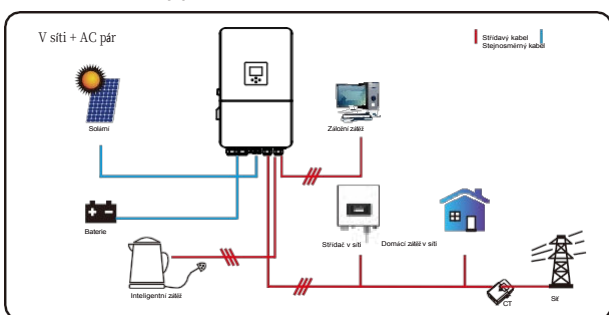 V síti + AC pár
Střídavý kabel
Stejnosměrný kabel
Solární
Záložní zátěž
Baterie
Střídač v síti
Domácí zátěž v síti
Inteligentní zátěž
CT
Síť